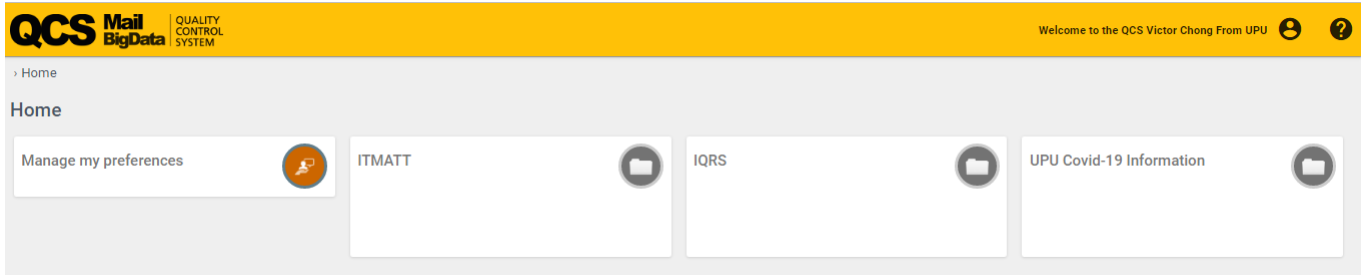 QCS Mail BigData QUALITY CONTROL SYSTEM
Welcome to the QCS Victor Chong From UPU
› Home
Home
Manage my preferences
ITMATT
IQRS
UPU Covid-19 Information